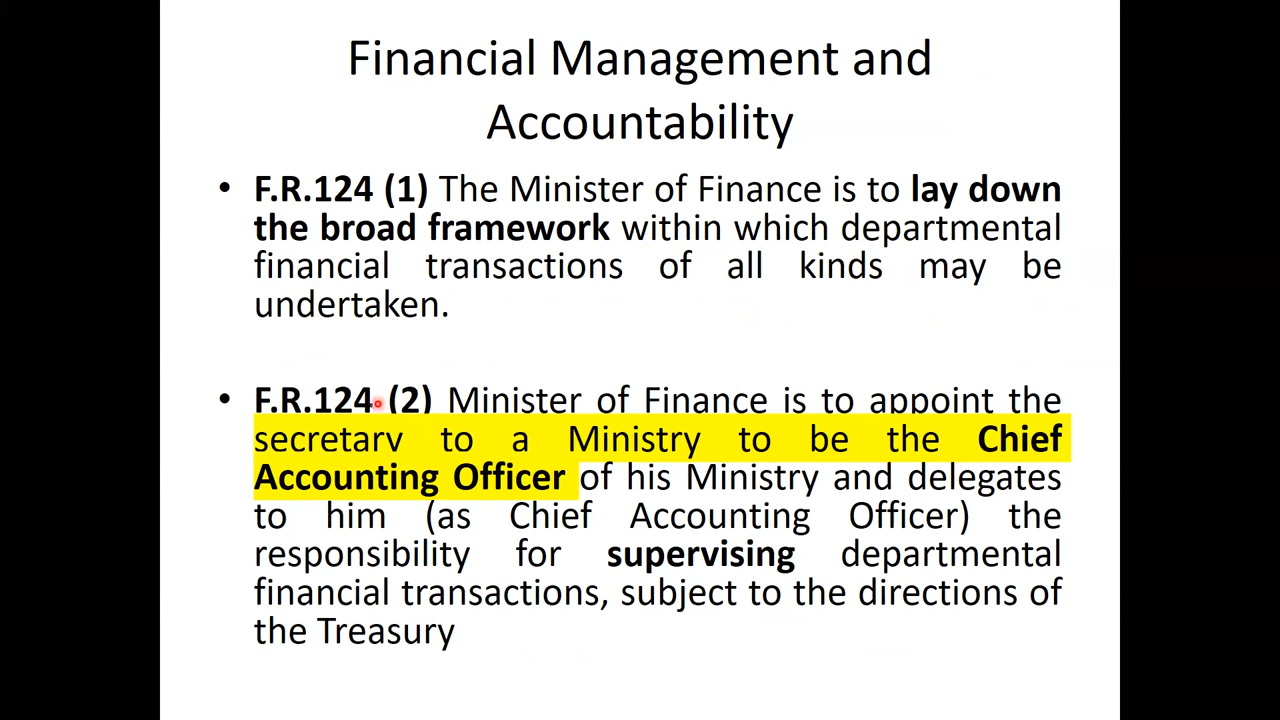 Financial Management and
Accountability
• F.R.124 (1) The Minister of Finance is to lay down
the broad framework within which departmental
financial transactions of all kinds may be
undertaken.
• F.R.124 (2) Minister of Finance is to appoint the
secretary to a Ministry to be the Chief
Accounting Officer of his Ministry and delegates
to him (as Chief Accounting Officer) the
responsibility for supervising departmental
financial transactions, subject to the directions of
the Treasury